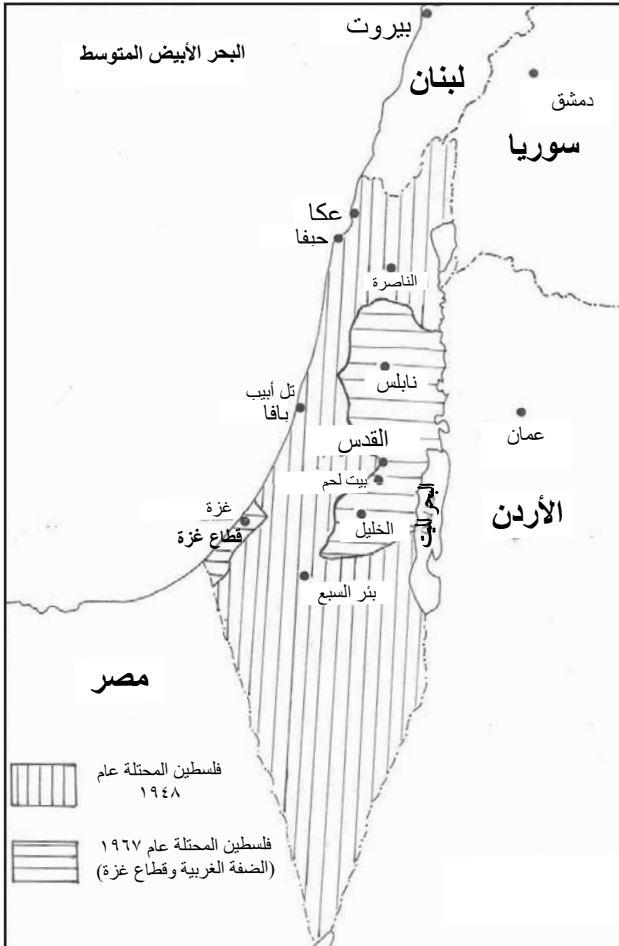 بيروت
البحر الأبيض المتوسط
لبنان
دمشق
سوريا
عكا
حيفا
الناصرة
نابلس
تل أبيب
يافا
عمان
القدس
بيت لحم
البحر الميت
الأردن
غزة
الخليل
قطاع غزة
بئر السبع
مصر
فلسطين المحتلة عام
١٩٤٨
فلسطين المحتلة عام ١٩٦٧
(الضفة الغربية وقطاع غزة)